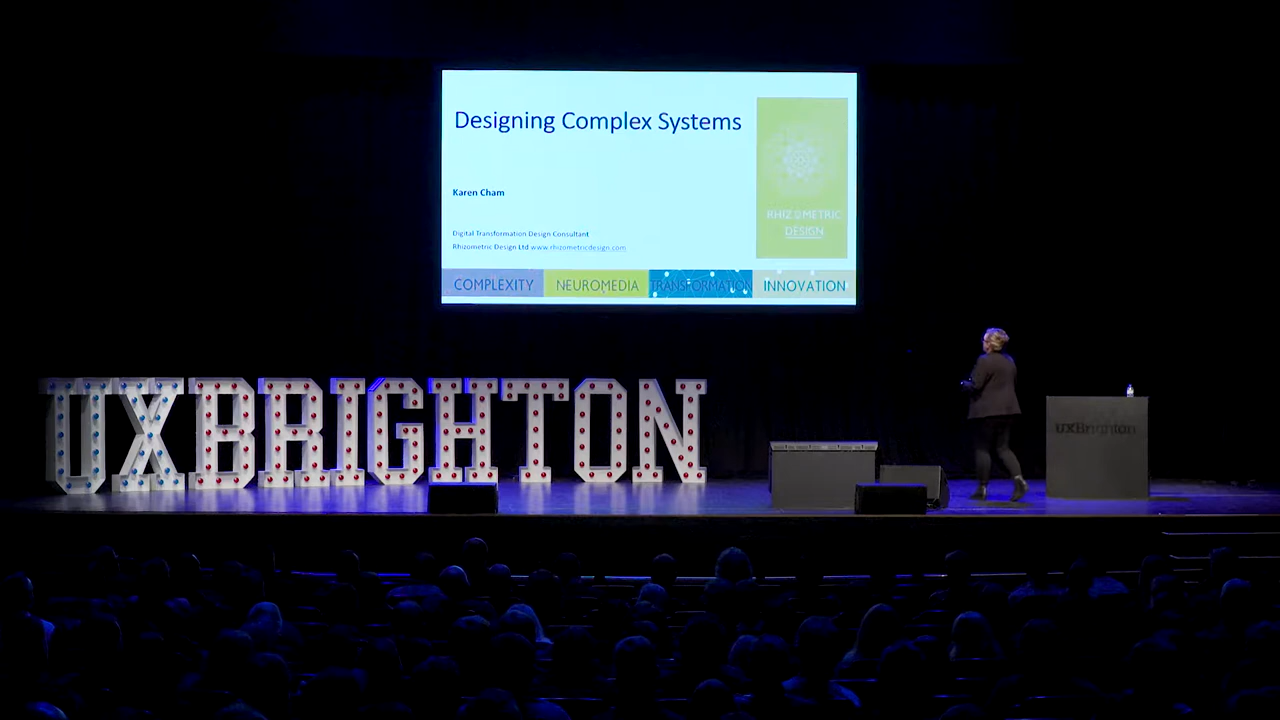 Designing Complex Systems
Karen Cham
Digital Transformation Design Consultant
Rhizometric Design Ltd www.rhizometricdesign.com
RHIZOMETRIC
DESIGN
COMPLEXITY
NEUROMEDIA
TRANSFORMATION
INNOVATION
UXBRIGHTON
uxBrighton